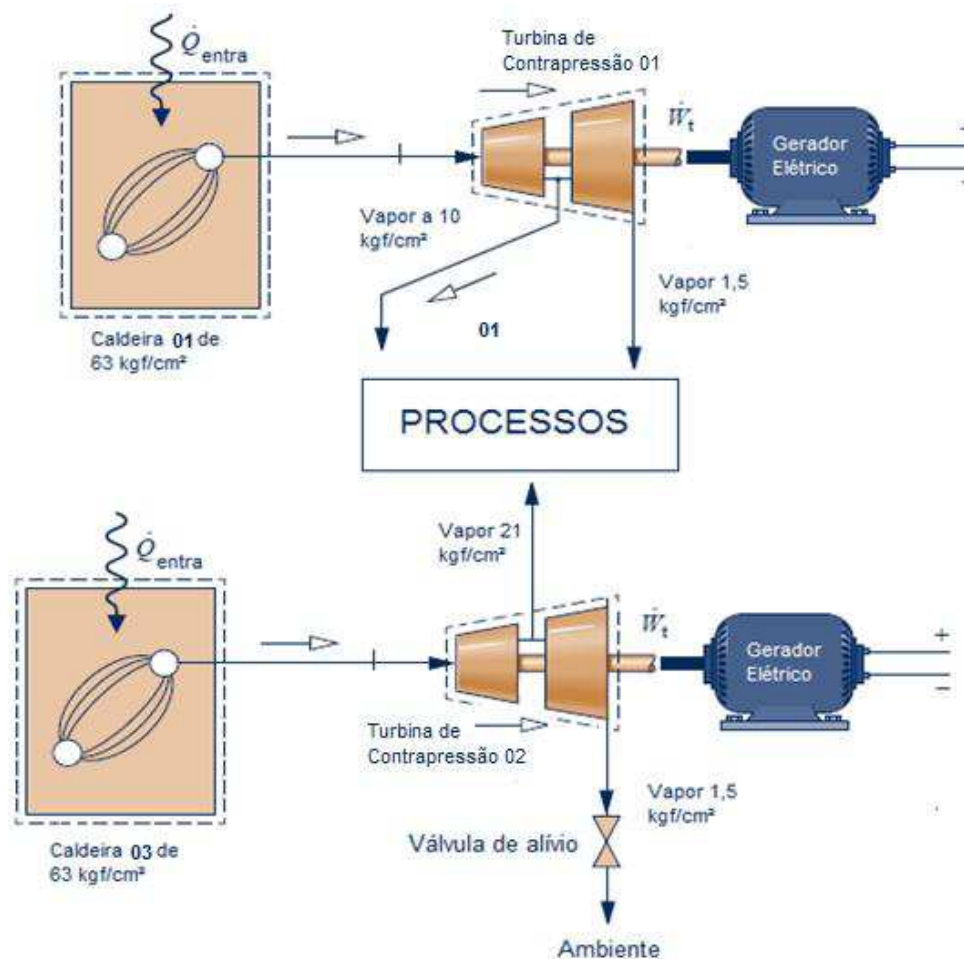 Q̇ entra
Turbina de
Contrapressão 01
Ẇt
Gerador
Elétrico
Vapor a 10
kgf/cm²
Vapor 1,5
kgf/cm²
01
Caldeira 01 de
63 kgf/cm²
PROCESSOS
Vapor 21
kgf/cm²
Q̇ entra
Ẇt
Gerador
Elétrico
+
−
Turbina de
Contrapressão 02
Vapor 1,5
kgf/cm²
Válvula de alívio
Caldeira 03 de
63 kgf/cm²
Ambiente